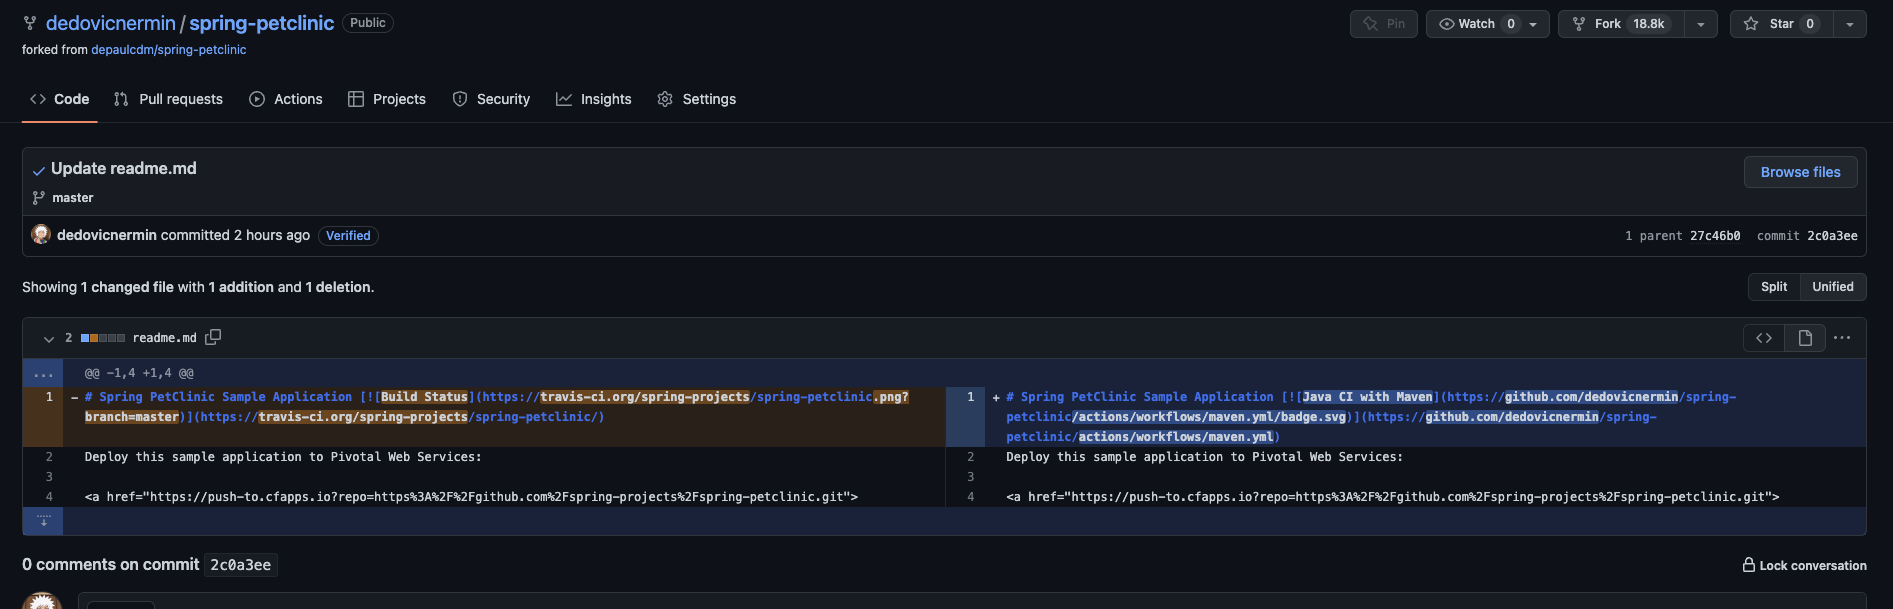 dedovicnermin / spring-petclinic Public Pin Watch 0 Fork 18.8k Star 0
forked from depaulcdm/spring-petclinic
Code Pull requests Actions Projects Security Insights Settings
Update readme.md Browse files
master
dedovicnermin committed 2 hours ago Verified 1 parent 27c46b0 commit 2c0a3ee
Showing 1 changed file with 1 addition and 1 deletion. Split Unified
2 readme.md
... @@ -1,4 +1,4 @@
1 - # Spring PetClinic Sample Application [![Build Status](https://travis-ci.org/spring-projects/spring-petclinic.png?
branch=master)](https://travis-ci.org/spring-projects/spring-petclinic/)
2 Deploy this sample application to Pivotal Web Services:
3
4 <a href="https://push-to.cfapps.io?repo=https%3A%2F%2Fgithub.com%2Fspring-projects%2Fspring-petclinic.git">
1 + # Spring PetClinic Sample Application [![Java CI with Maven](https://github.com/dedovicnermin/spring-
petclinic/actions/workflows/maven.yml/badge.svg)](https://github.com/dedovicnermin/spring-
petclinic/actions/workflows/maven.yml)
2 Deploy this sample application to Pivotal Web Services:
3
4 <a href="https://push-to.cfapps.io?repo=https%3A%2F%2Fgithub.com%2Fspring-projects%2Fspring-petclinic.git">
0 comments on commit 2c0a3ee Lock conversation